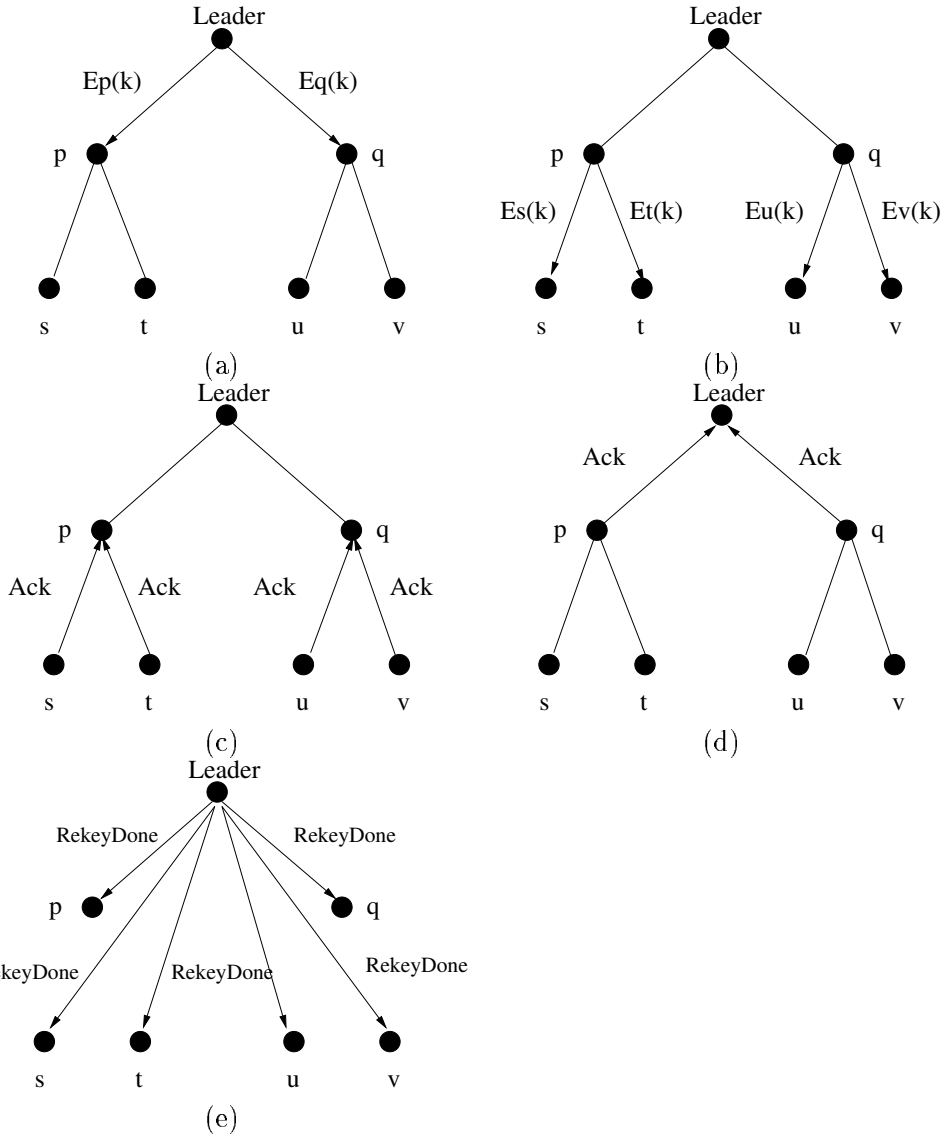 Leader
Leader
Ep(k) Eq(k)
p q
p q
Es(k) Et(k) Eu(k) Ev(k)
s t u v
s t u v
(a)
(b)
Leader
Leader
Ack Ack
p q
p q
Ack Ack Ack Ack
s t u v
s t u v
(c)
(d)
Leader
RekeyDone RekeyDone
p q
ekeyDone RekeyDone RekeyDone
s t u v
(e)